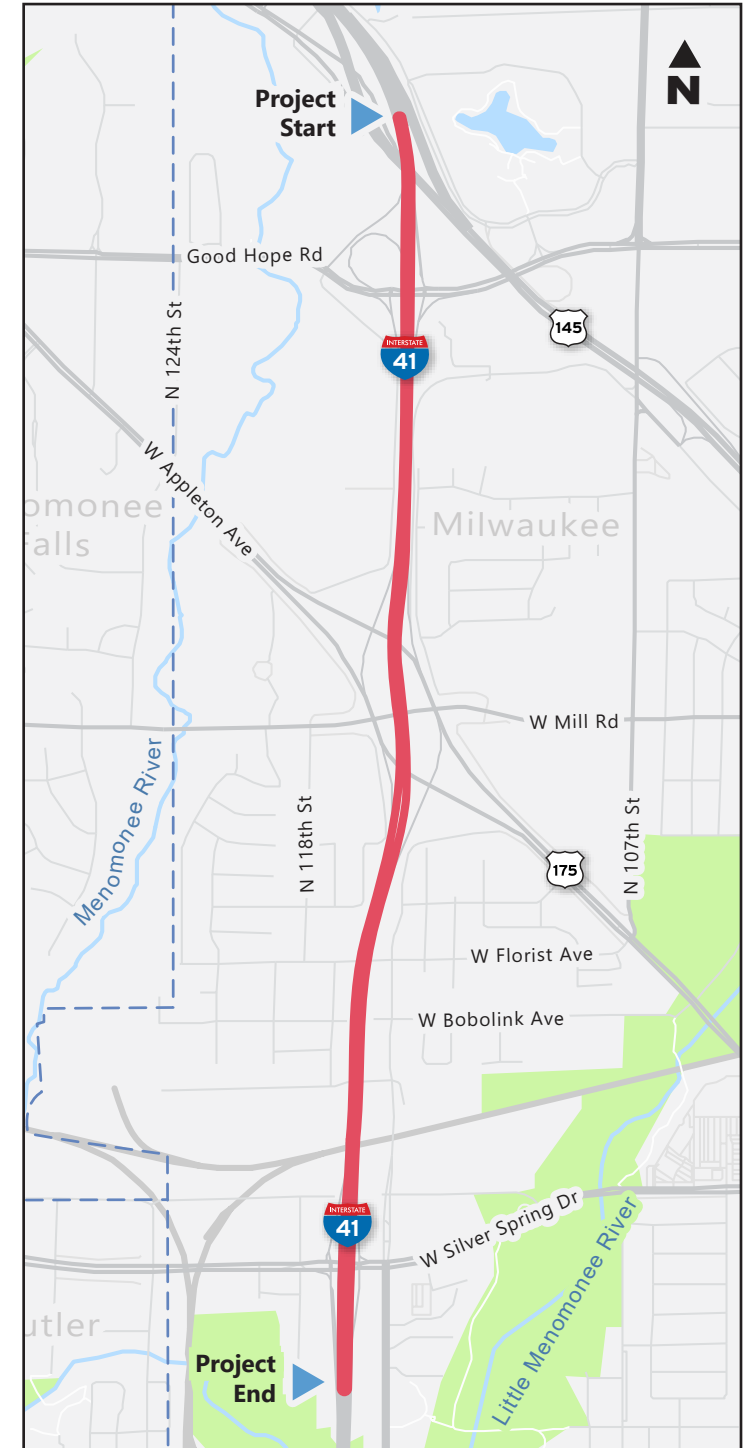 Project
Start
N
Good Hope Rd
145
N 124th St
INTERSTATE
41
W Appleton Ave
omonee
Falls
Milwaukee
W Mill Rd
Menomonee River
N 118th St
N 107th St
175
W Florist Ave
W Bobolink Ave
INTERSTATE
41
W Silver Spring Dr
Little Menomonee River
utler
Project
End